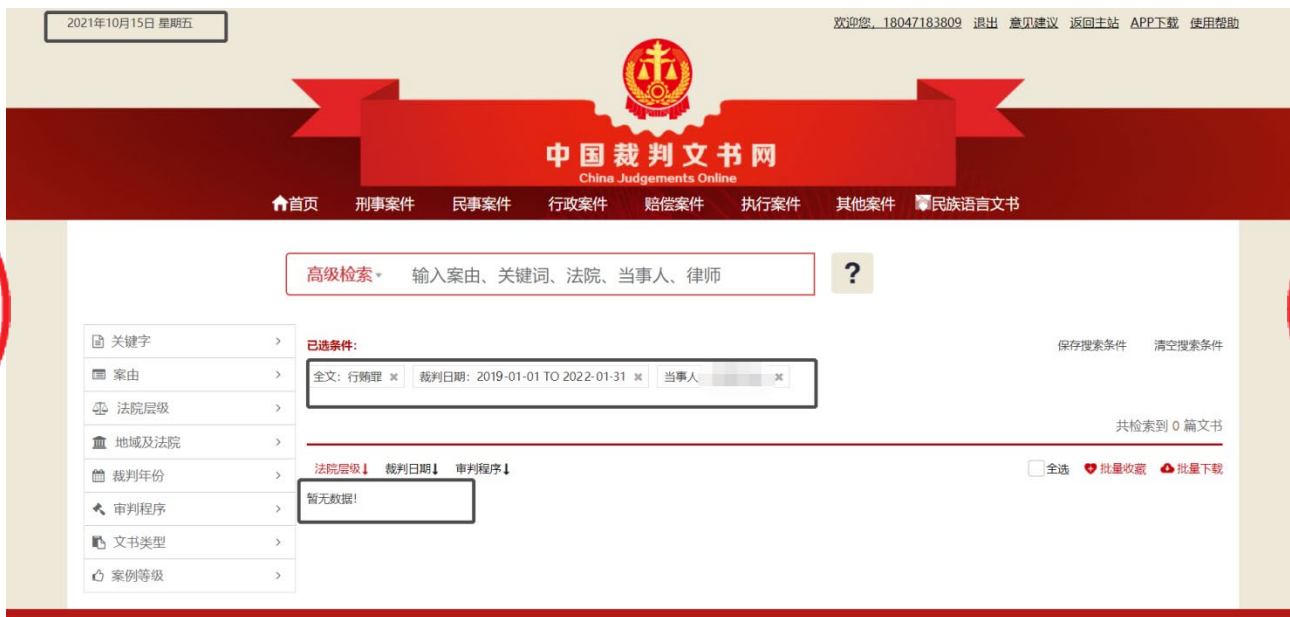 2021年10月15日 星期五
欢迎您，18047183809 退出 意见建议 返回主站 APP下载 使用帮助
中国裁判文书网
China Judgements Online
首页 刑事案件 民事案件 行政案件 赔偿案件 执行案件 其他案件 民族语言文书
高级检索 输入案由、关键词、法院、当事人、律师 ?
关键字
案由
法院层级
地域及法院
裁判年份
审判程序
文书类型
案例等级
已选条件:
保存搜索条件 清空搜索条件
全文：行贿罪 × 裁判日期：2019-01-01 TO 2022-01-31 × 当事人 ×
共检索到 0 篇文书
法院层级 裁判日期 审判程序
全选 批量收藏 批量下载
暂无数据!